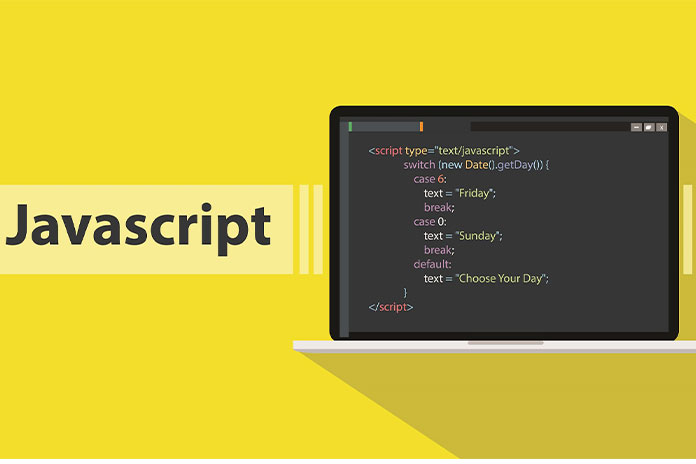 Javascript
<script type="text/javascript">
switch (new Date().getDay()) {
case 6:
text = "Friday";
break;
case 0:
text = "Sunday";
break;
default:
text = "Choose Your Day";
}
</script>